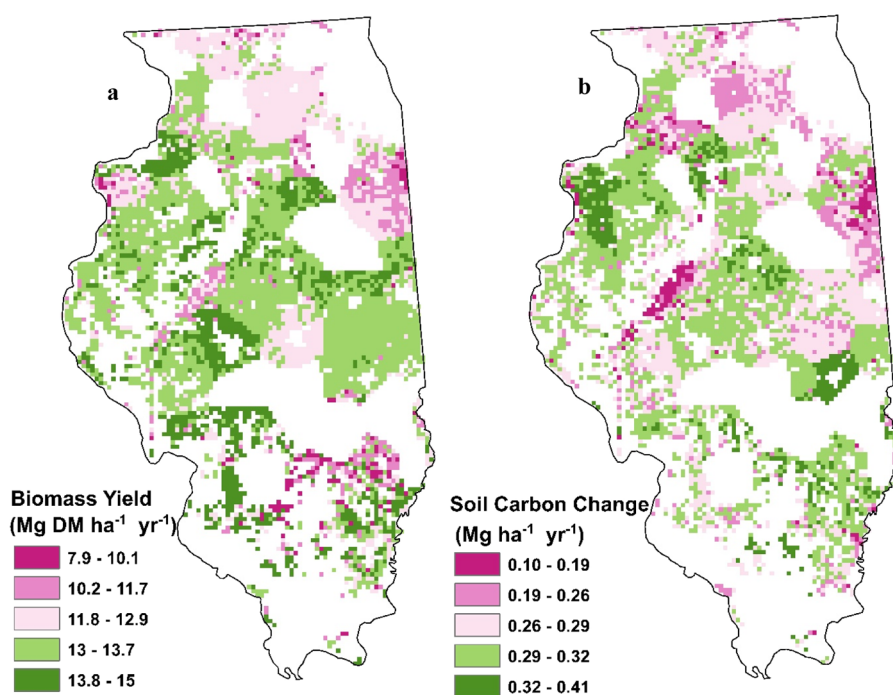 a
b
Biomass Yield
(Mg DM ha⁻¹ yr⁻¹)
7.9 - 10.1
10.2 - 11.7
11.8 - 12.9
13 - 13.7
13.8 - 15
Soil Carbon Change
(Mg ha⁻¹ yr⁻¹)
0.10 - 0.19
0.19 - 0.26
0.26 - 0.29
0.29 - 0.32
0.32 - 0.41